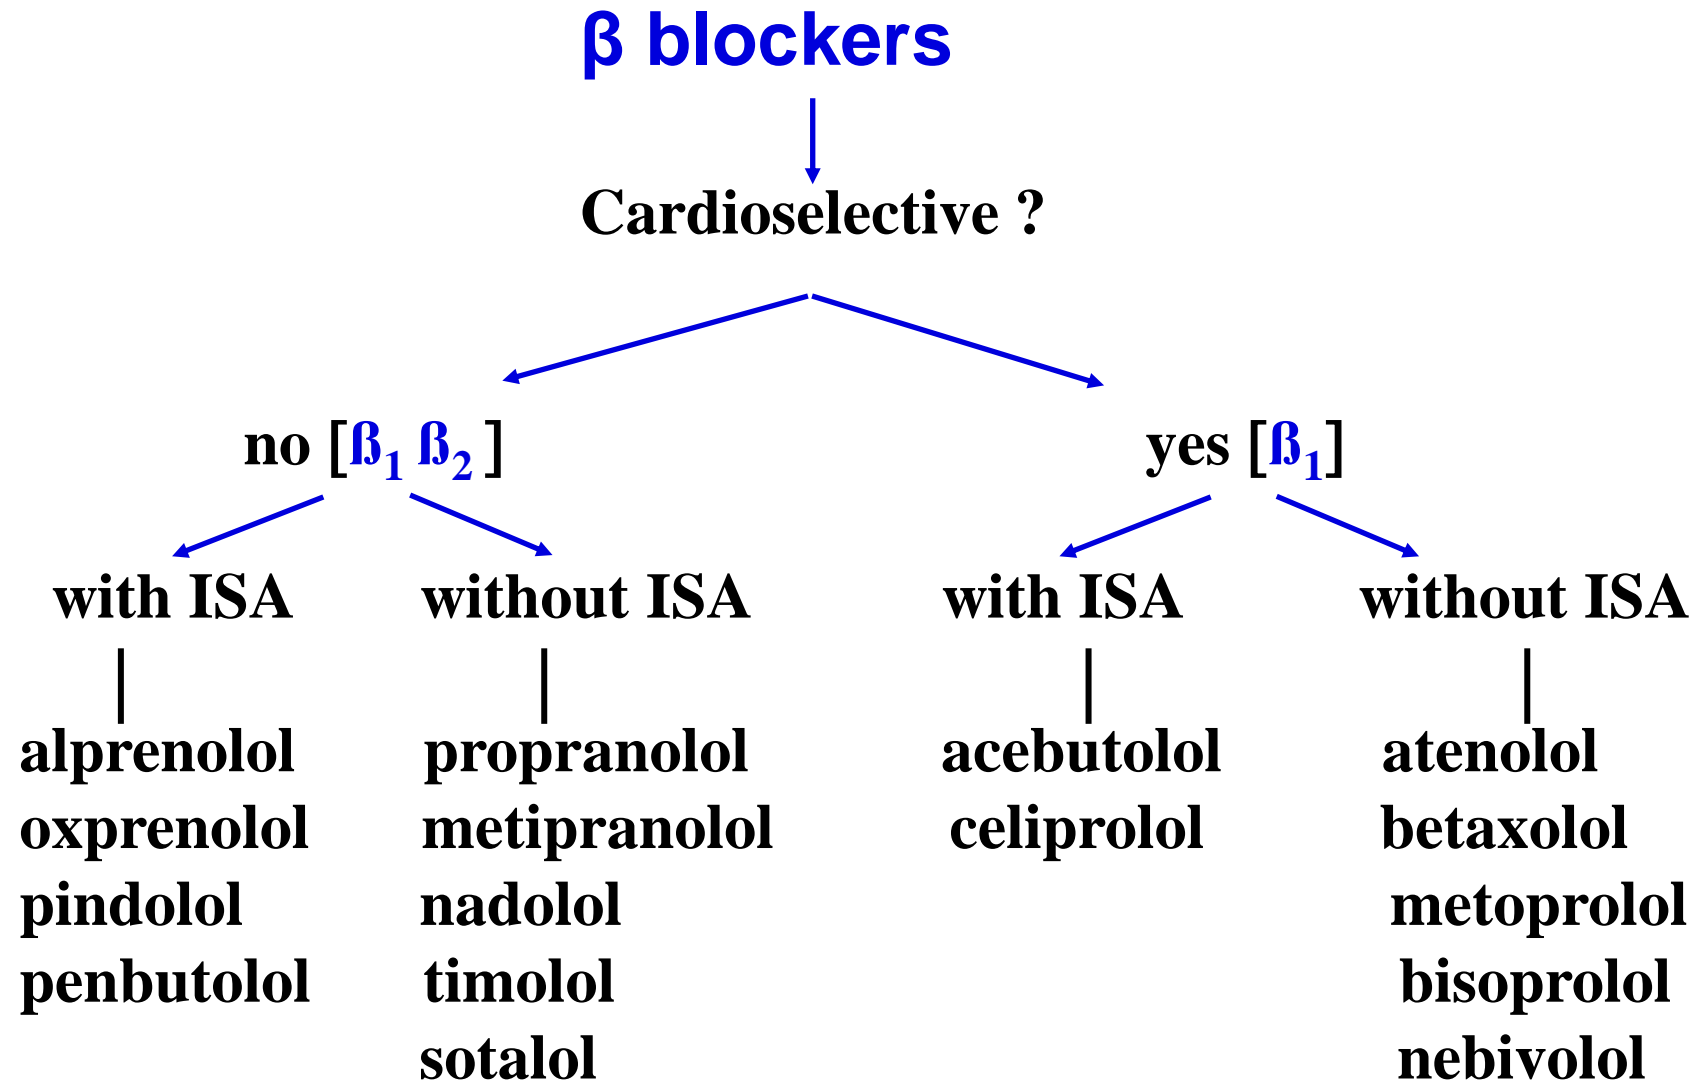 β blockers
Cardioselective ?
no [ß₁ ß₂ ] yes [ß₁]
with ISA without ISA with ISA without ISA
alprenolol propranolol acebutolol atenolol
oxprenolol metipranolol celiprolol betaxolol
pindolol nadolol metoprolol
penbutolol timolol bisoprolol
sotalol nebivolol